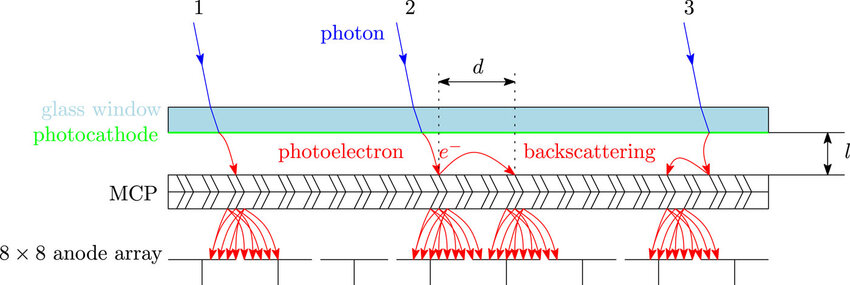 1
2
3
photon
d
glass window
photocathode
photoelectron
e⁻
backscattering
l
MCP
8 × 8 anode array